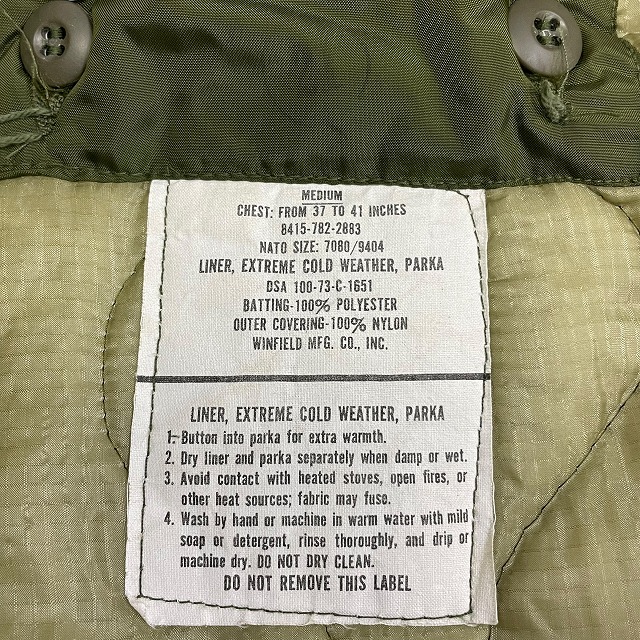 MEDIUM
CHEST: FROM 37 TO 41 INCHES
8415-782-2883
NATO SIZE: 7080/9404
LINER, EXTREME COLD WEATHER, PARKA
DSA 100-73-C-1651
BATTING-100% POLYESTER
OUTER COVERING-100% NYLON
WINFIELD MFG. CO., INC.
LINER, EXTREME COLD WEATHER, PARKA
1. Button into parka for extra warmth.
2. Dry liner and parka separately when damp or wet.
3. Avoid contact with heated stoves, open fires, or
other heat sources; fabric may fuse.
4. Wash by hand or machine in warm water with mild
soap or detergent, rinse thoroughly, and drip or
machine dry. DO NOT DRY CLEAN.
DO NOT REMOVE THIS LABEL